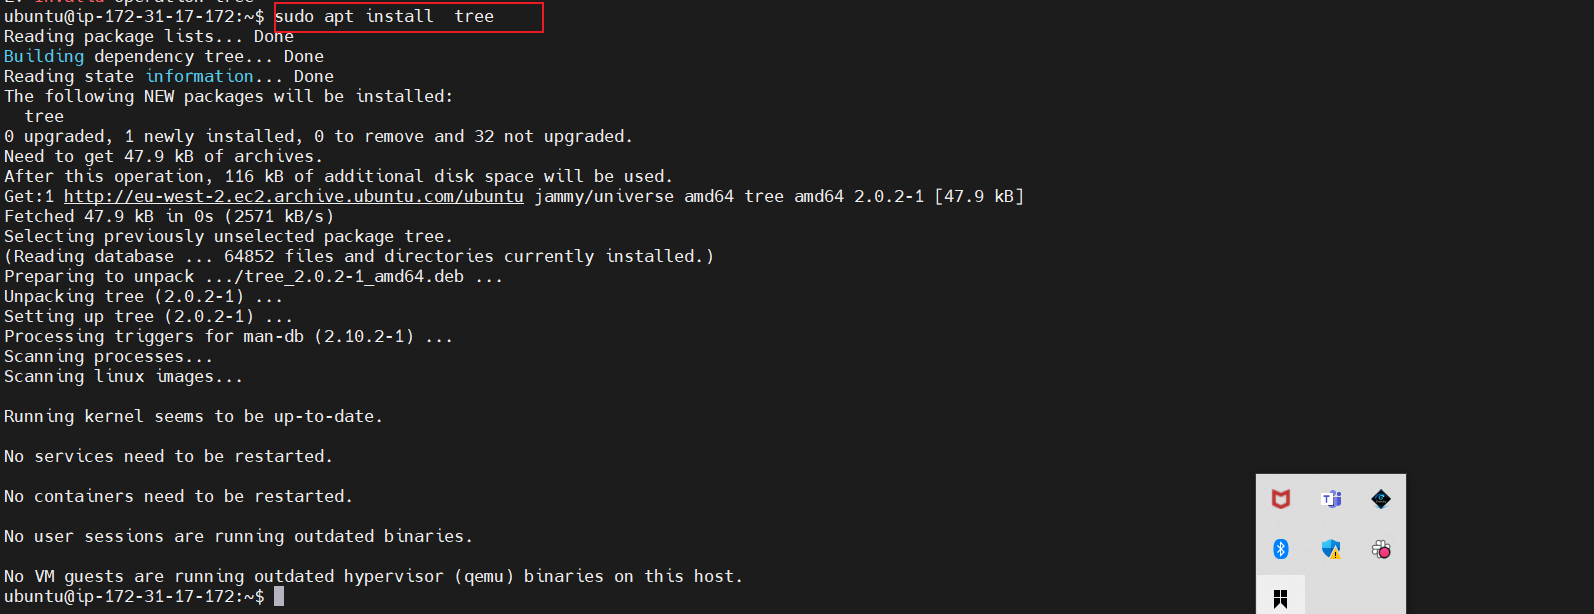 ubuntu@ip-172-31-17-172:~$ sudo apt install  tree
Reading package lists... Done
Building dependency tree... Done
Reading state information... Done
The following NEW packages will be installed:
  tree
0 upgraded, 1 newly installed, 0 to remove and 32 not upgraded.
Need to get 47.9 kB of archives.
After this operation, 116 kB of additional disk space will be used.
Get:1 http://eu-west-2.ec2.archive.ubuntu.com/ubuntu jammy/universe amd64 tree amd64 2.0.2-1 [47.9 kB]
Fetched 47.9 kB in 0s (2571 kB/s)
Selecting previously unselected package tree.
(Reading database ... 64852 files and directories currently installed.)
Preparing to unpack .../tree_2.0.2-1_amd64.deb ...
Unpacking tree (2.0.2-1) ...
Setting up tree (2.0.2-1) ...
Processing triggers for man-db (2.10.2-1) ...
Scanning processes...
Scanning linux images...
Running kernel seems to be up-to-date.
No services need to be restarted.
No containers need to be restarted.
No user sessions are running outdated binaries.
No VM guests are running outdated hypervisor (qemu) binaries on this host.
ubuntu@ip-172-31-17-172:~$